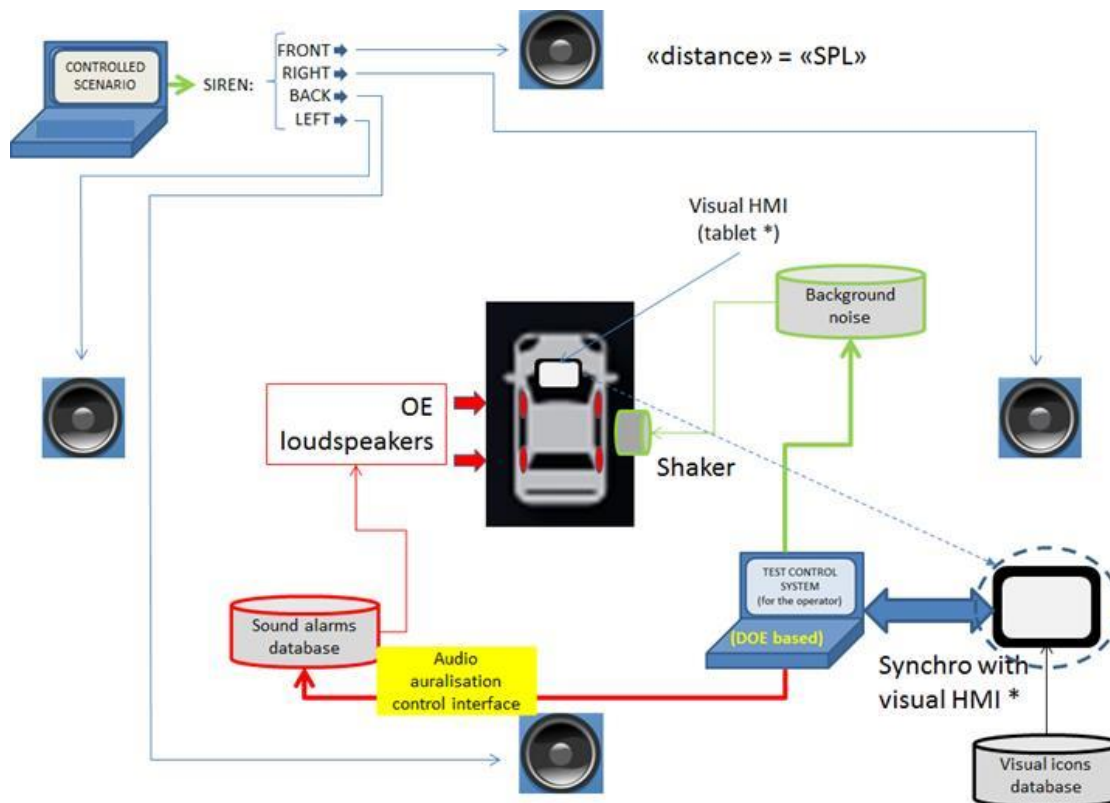 CONTROLLED
SCENARIO
SIREN:
FRONT
RIGHT
BACK
LEFT
«distance» = «SPL»
Visual HMI
(tablet *)
Background
noise
OE
loudspeakers
Shaker
TEST CONTROL
SYSTEM
(for the operator)
(DOE based)
Sound alarms
database
Audio
auralisation
control interface
Synchro with
visual HMI *
Visual icons
database